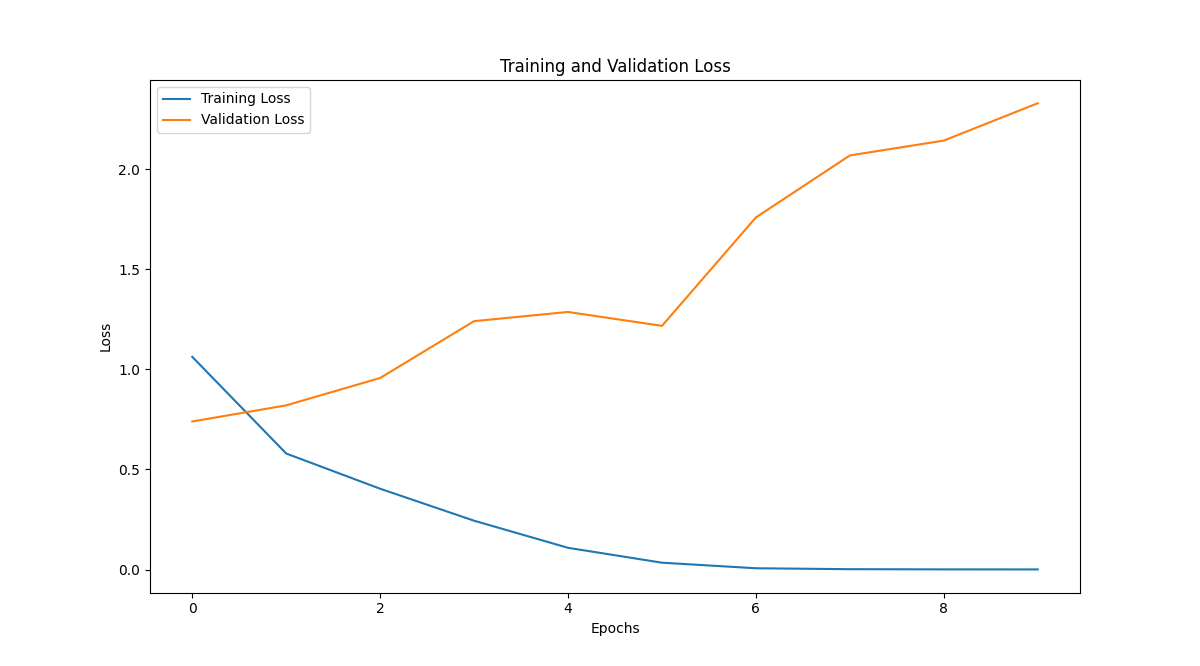 Training and Validation Loss
Training Loss
Validation Loss
2.0
1.5
1.0
0.5
0.0
Loss
0 2 4 6 8
Epochs